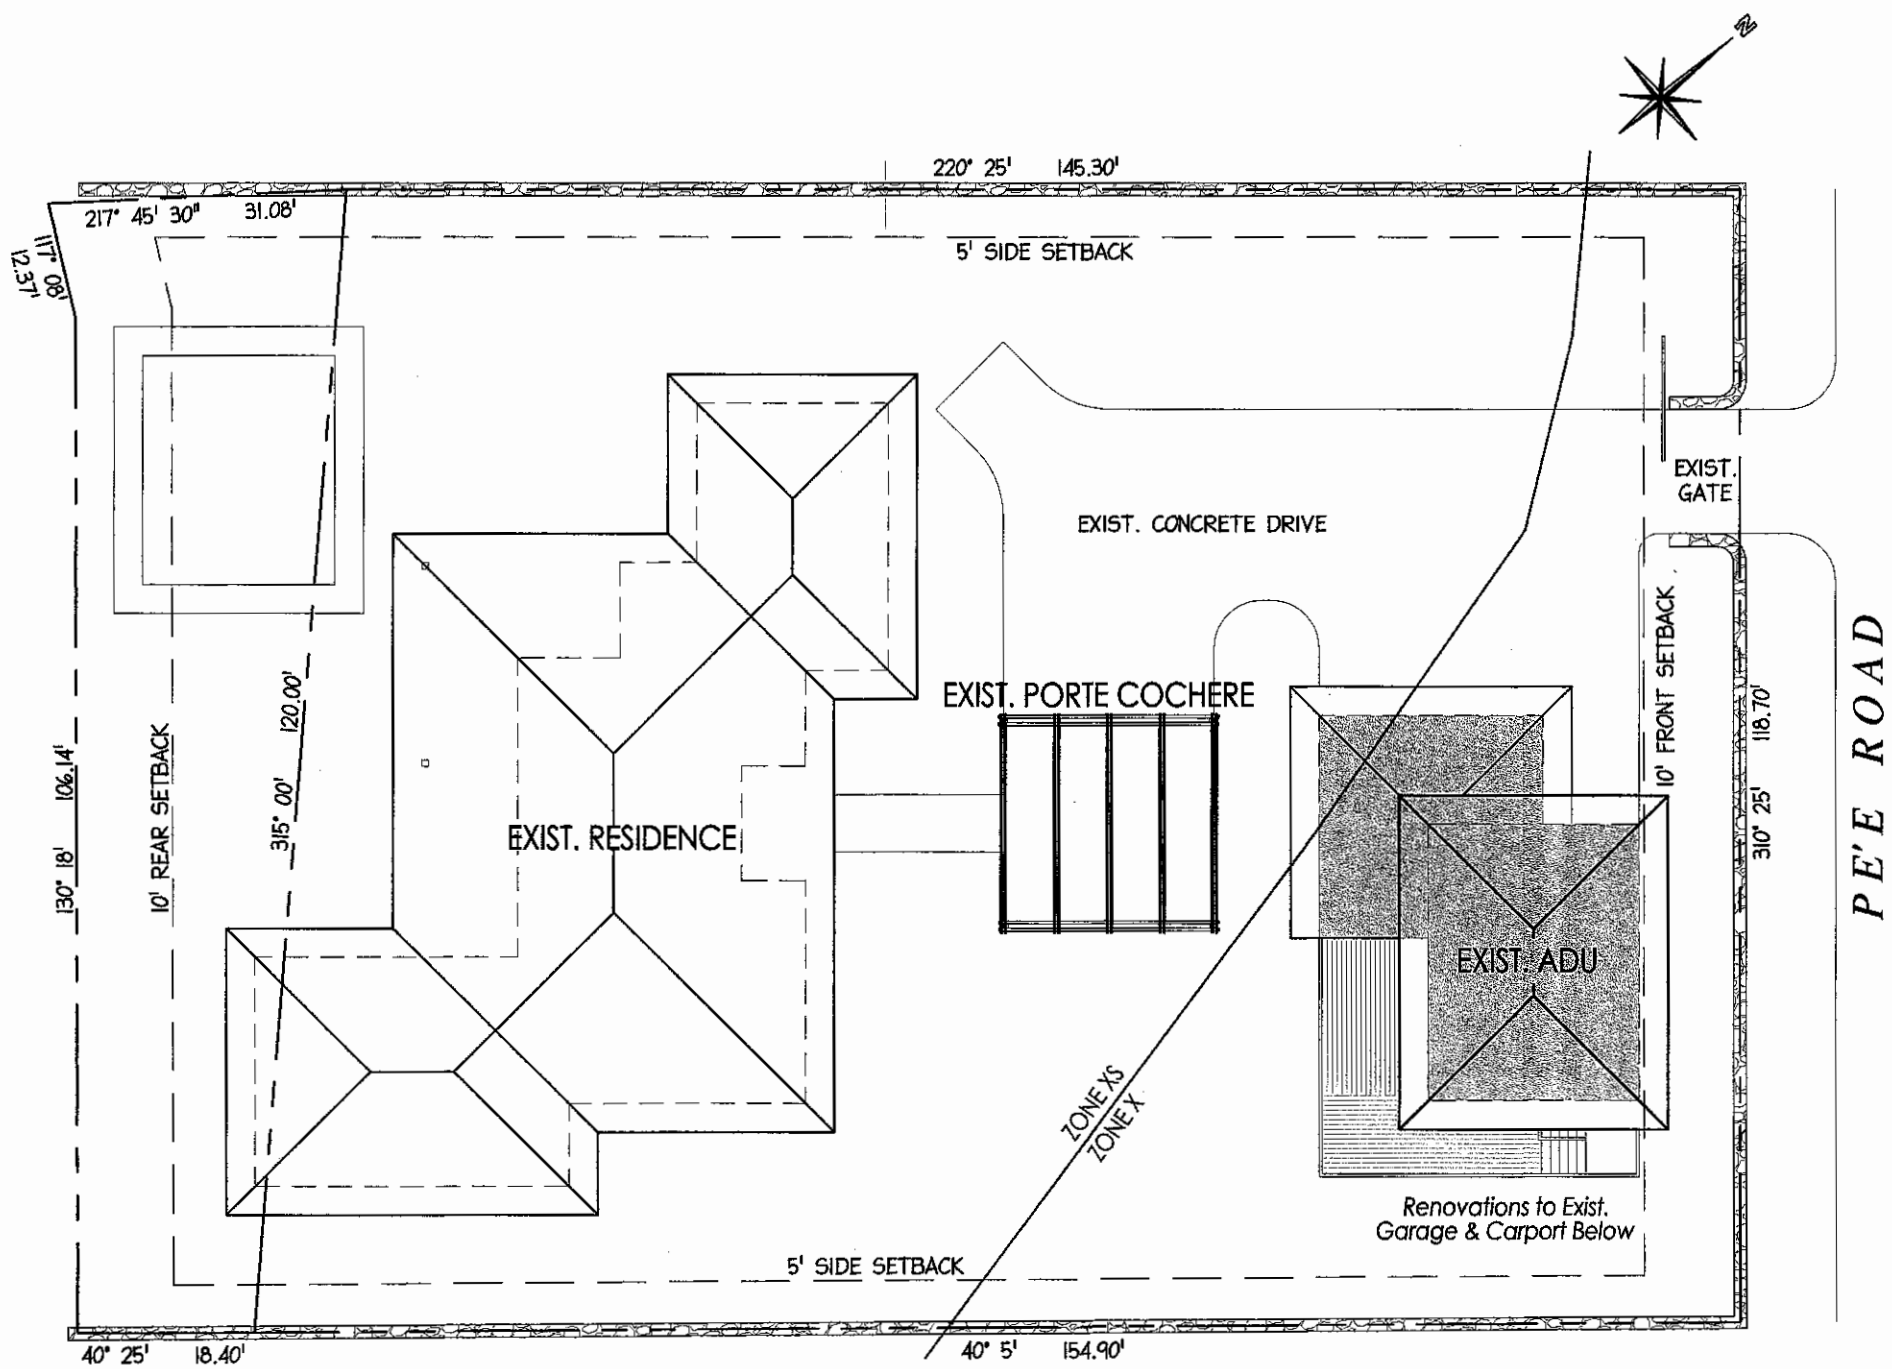 N
220° 25' 145.30'
217° 45' 30" 31.08'
117° 08'
12.37'
5' SIDE SETBACK
EXIST.
GATE
EXIST. CONCRETE DRIVE
10' FRONT SETBACK
PE'E ROAD
EXIST. PORTE COCHERE
118.70'
310° 25'
120.00'
315° 00'
106.14'
130° 18'
10' REAR SETBACK
EXIST. RESIDENCE
EXIST. ADU
ZONE XS
ZONE X
Renovations to Exist.
Garage & Carport Below
5' SIDE SETBACK
40° 25' 18.40'
40° 5' 154.90'